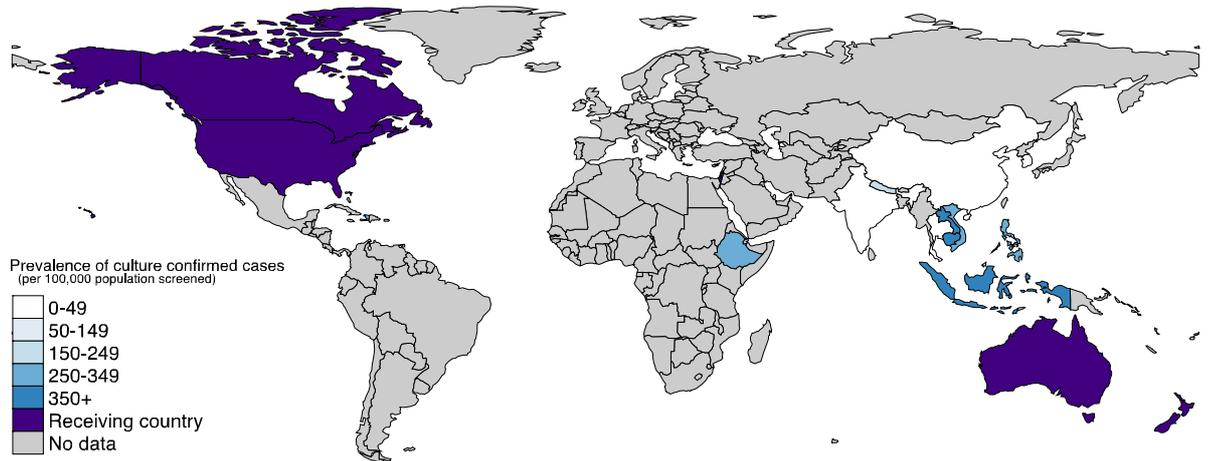 Prevalence of culture confirmed cases
(per 100,000 population screened)
0-49
50-149
150-249
250-349
350+
Receiving country
No data